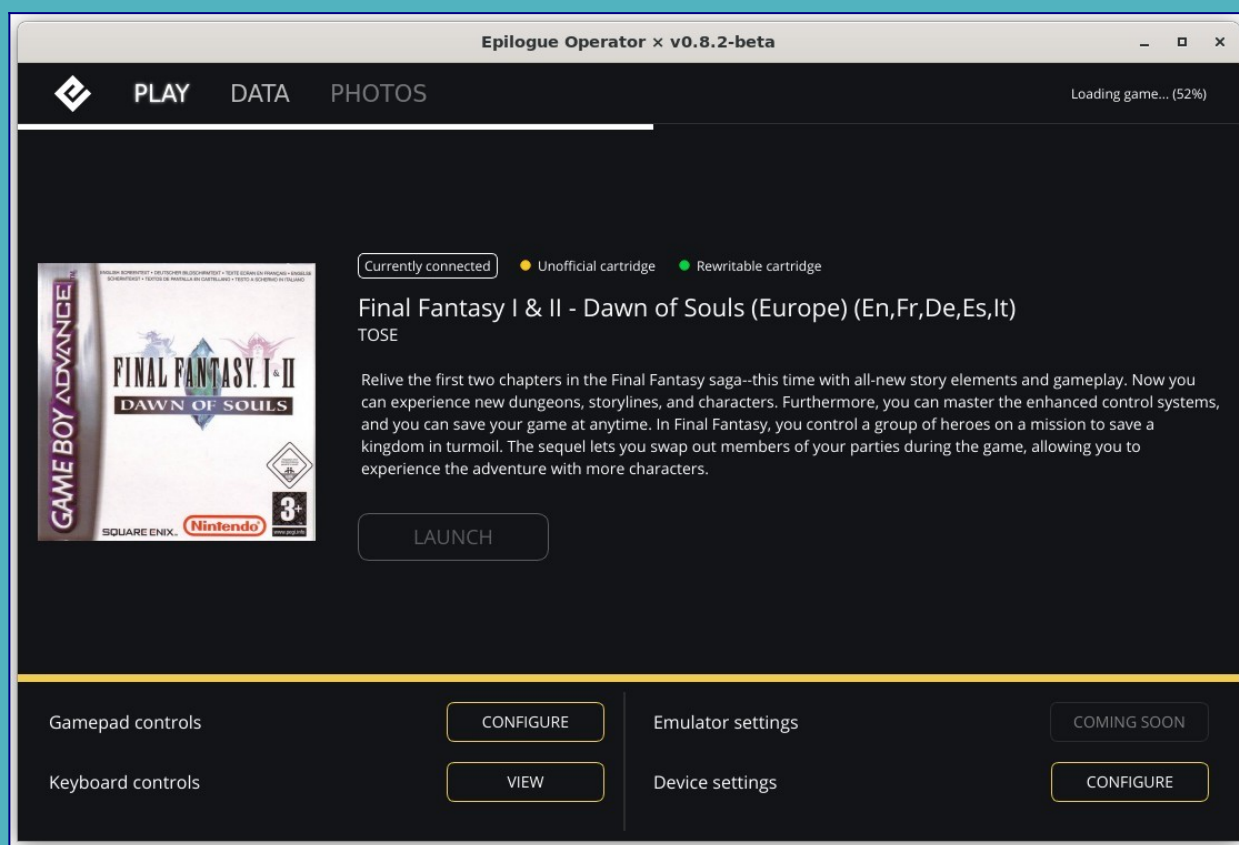 Epilogue Operator × v0.8.2-beta
PLAY DATA PHOTOS
Loading game... (52%)
Currently connected
Unofficial cartridge
Rewritable cartridge
Final Fantasy I & II - Dawn of Souls (Europe) (En,Fr,De,Es,It)
TOSE
Relive the first two chapters in the Final Fantasy saga--this time with all-new story elements and gameplay. Now you
can experience new dungeons, storylines, and characters. Furthermore, you can master the enhanced control systems,
and you can save your game at anytime. In Final Fantasy, you control a group of heroes on a mission to save a
kingdom in turmoil. The sequel lets you swap out members of your parties during the game, allowing you to
experience the adventure with more characters.
LAUNCH
GAME BOY ADVANCE
FINAL FANTASY I & II
DAWN OF SOULS
SQUARE ENIX
Nintendo
3+
Gamepad controls
CONFIGURE
Keyboard controls
VIEW
Emulator settings
COMING SOON
Device settings
CONFIGURE